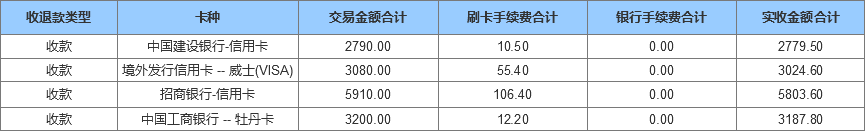 收退款类型 卡种 交易金额合计 刷卡手续费合计 银行手续费合计 实收金额合计
收款 中国建设银行-信用卡 2790.00 10.50 0.00 2779.50
收款 境外发行信用卡 -- 威士(VISA) 3080.00 55.40 0.00 3024.60
收款 招商银行-信用卡 5910.00 106.40 0.00 5803.60
收款 中国工商银行 -- 牡丹卡 3200.00 12.20 0.00 3187.80